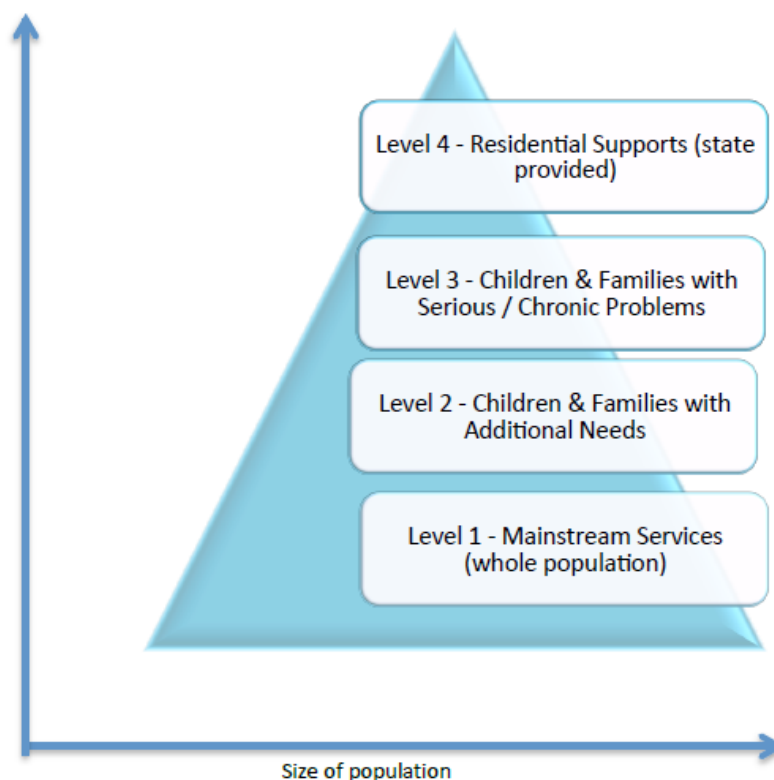 Level 4 - Residential Supports (state
provided)
Level 3 - Children & Families with
Serious / Chronic Problems
Level 2 - Children & Families with
Additional Needs
Level 1 - Mainstream Services
(whole population)
Size of population